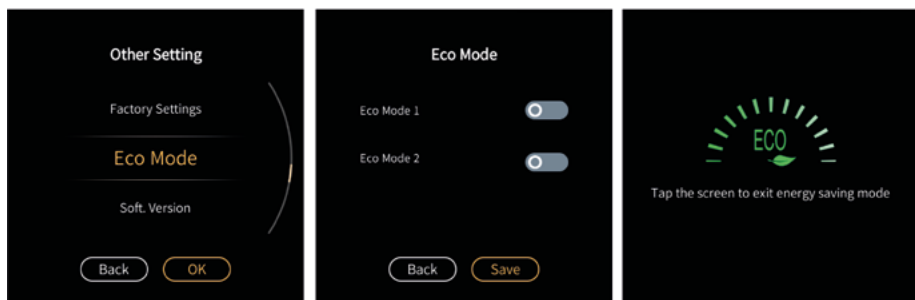 Other Setting
Factory Settings
Eco Mode
Soft. Version
Back
OK
Eco Mode
Eco Mode 1
Eco Mode 2
Back
Save
ECO
Tap the screen to exit energy saving mode